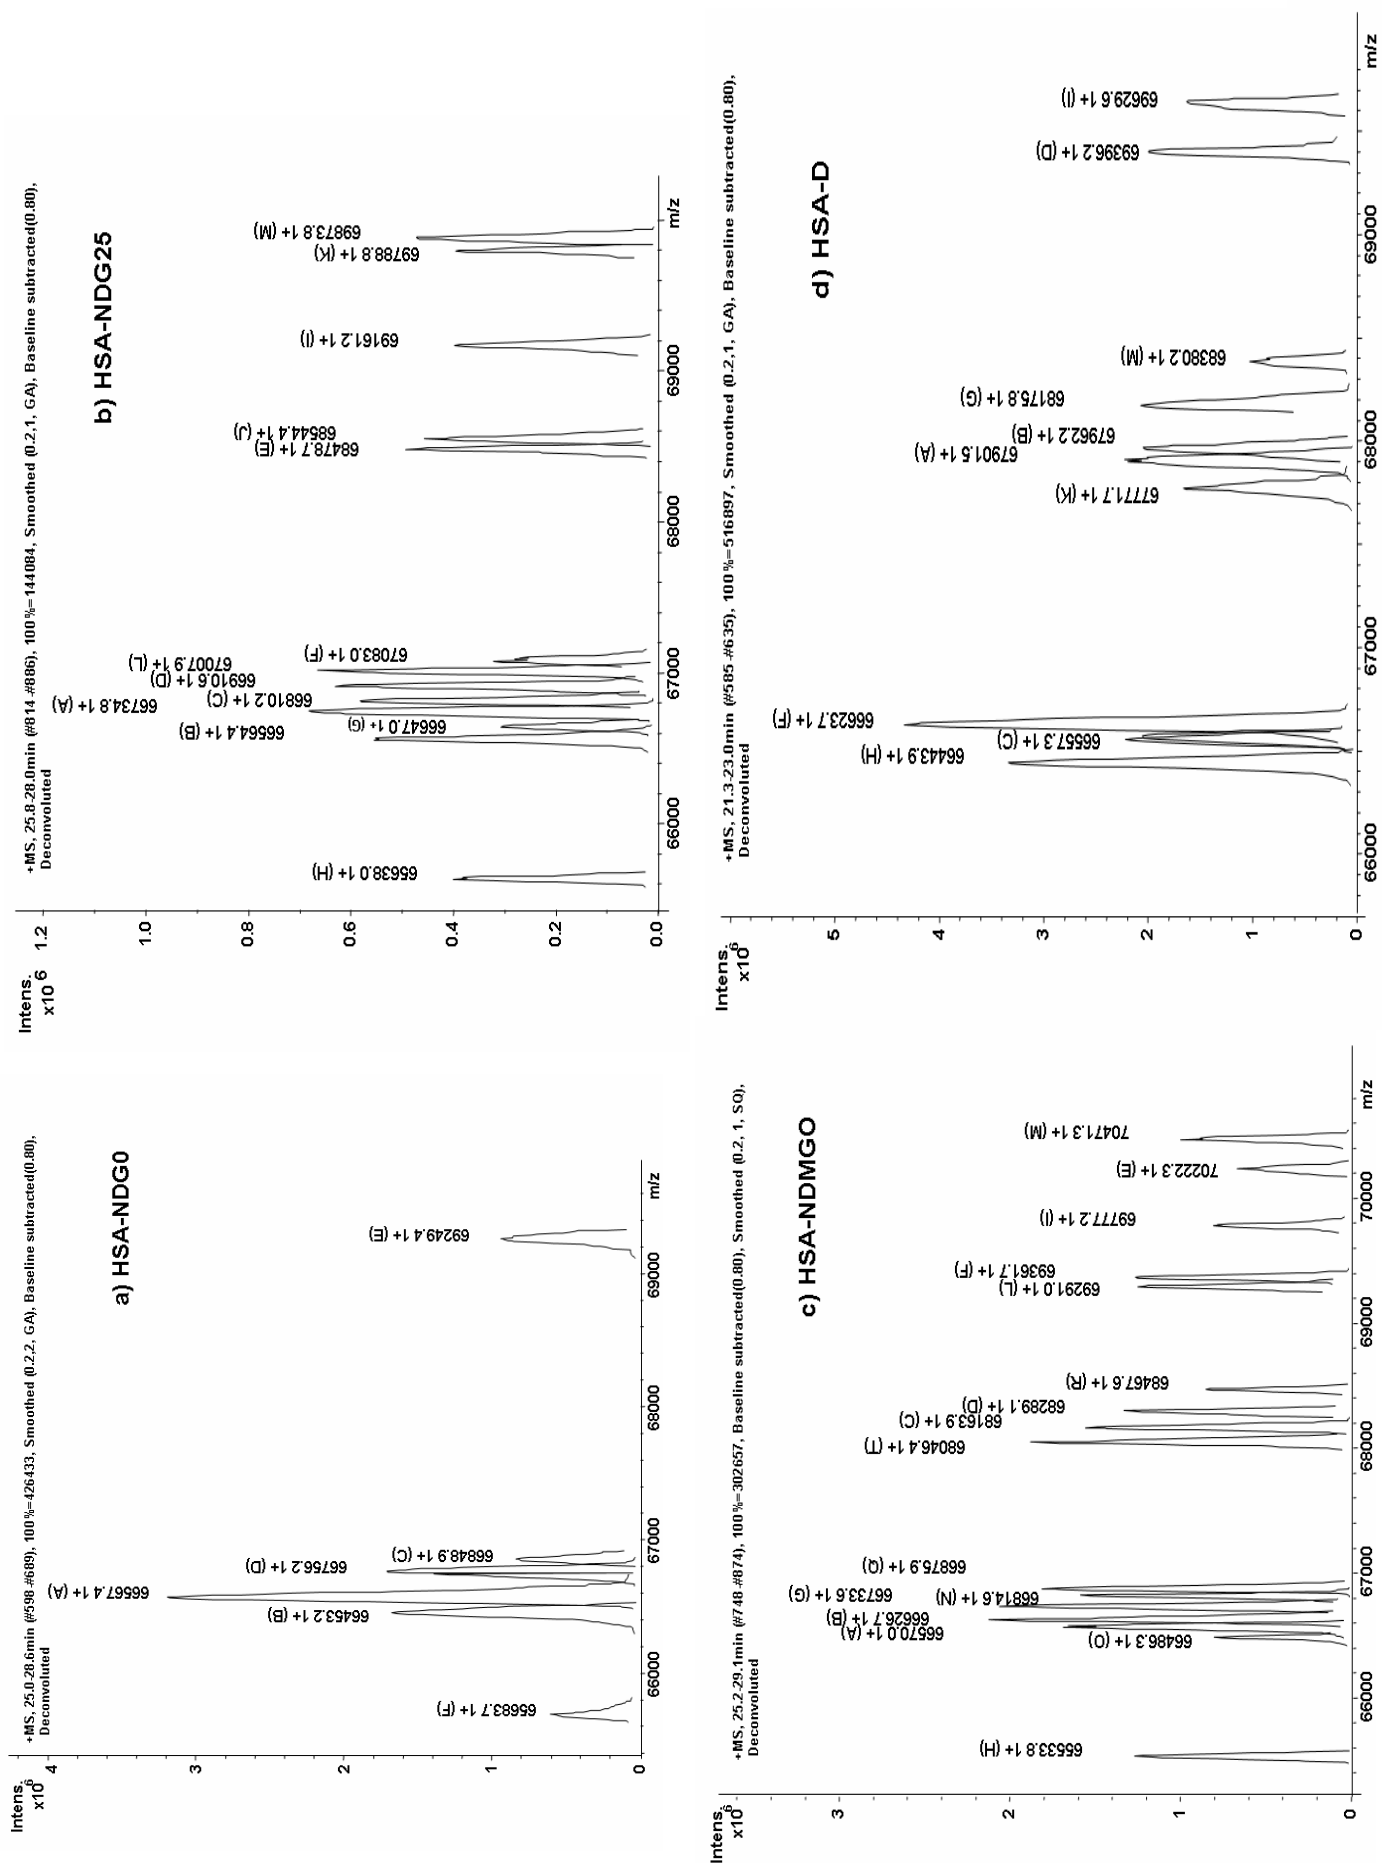 Intens.
x10^6
+MS, 25.0-28.6min (#598-#689), 100%=426433, Smoothed (0.2,2, GA), Baseline subtracted(0.80),
Deconvoluted
a) HSA-NDG0
4
3
2
1
0
65683.7 1+ (F)
66453.2 1+ (B)
66567.4 1+ (A)
66756.2 1+ (D)
66848.9 1+ (C)
69249.4 1+ (E)
66000
67000
68000
69000
m/z
Intens.
x10^6
+MS, 25.8-28.0min (#814-#886), 100%=144084, Smoothed (0.2,1, GA), Baseline subtracted(0.80),
Deconvoluted
b) HSA-NDG25
1.2
1.0
0.8
0.6
0.4
0.2
0.0
65638.0 1+ (H)
66564.4 1+ (B)
66647.0 1+ (G)
66734.8 1+ (A)
66810.2 1+ (C)
66910.6 1+ (D)
67007.9 1+ (L)
67083.0 1+ (F)
68478.7 1+ (E)
68544.4 1+ (J)
69161.2 1+ (I)
69788.8 1+ (K)
69873.8 1+ (M)
66000
67000
68000
69000
m/z
Intens.
x10^6
+MS, 25.2-29.1min (#748-#874), 100%=302657, Baseline subtracted(0.80), Smoothed (0.2, 1, SQ),
Deconvoluted
c) HSA-NDMGO
3
2
1
0
65533.8 1+ (H)
66486.3 1+ (O)
66570.0 1+ (A)
66626.7 1+ (B)
66733.6 1+ (G)
66814.6 1+ (N)
66875.9 1+ (Q)
68046.4 1+ (T)
68163.9 1+ (C)
68289.1 1+ (D)
68467.6 1+ (R)
69291.0 1+ (L)
69361.7 1+ (F)
69777.2 1+ (I)
70222.3 1+ (E)
70471.3 1+ (M)
66000
67000
68000
69000
70000
m/z
Intens.
x10^6
+MS, 21.3-23.0min (#585-#635), 100%=516897, Smoothed (0.2,1, GA), Baseline subtracted(0.80),
Deconvoluted
d) HSA-D
5
4
3
2
1
0
66443.9 1+ (H)
66557.3 1+ (C)
66623.7 1+ (F)
67771.7 1+ (K)
67901.5 1+ (A)
67962.2 1+ (B)
68175.8 1+ (G)
68380.2 1+ (M)
69396.2 1+ (D)
69629.6 1+ (I)
66000
67000
68000
69000
m/z